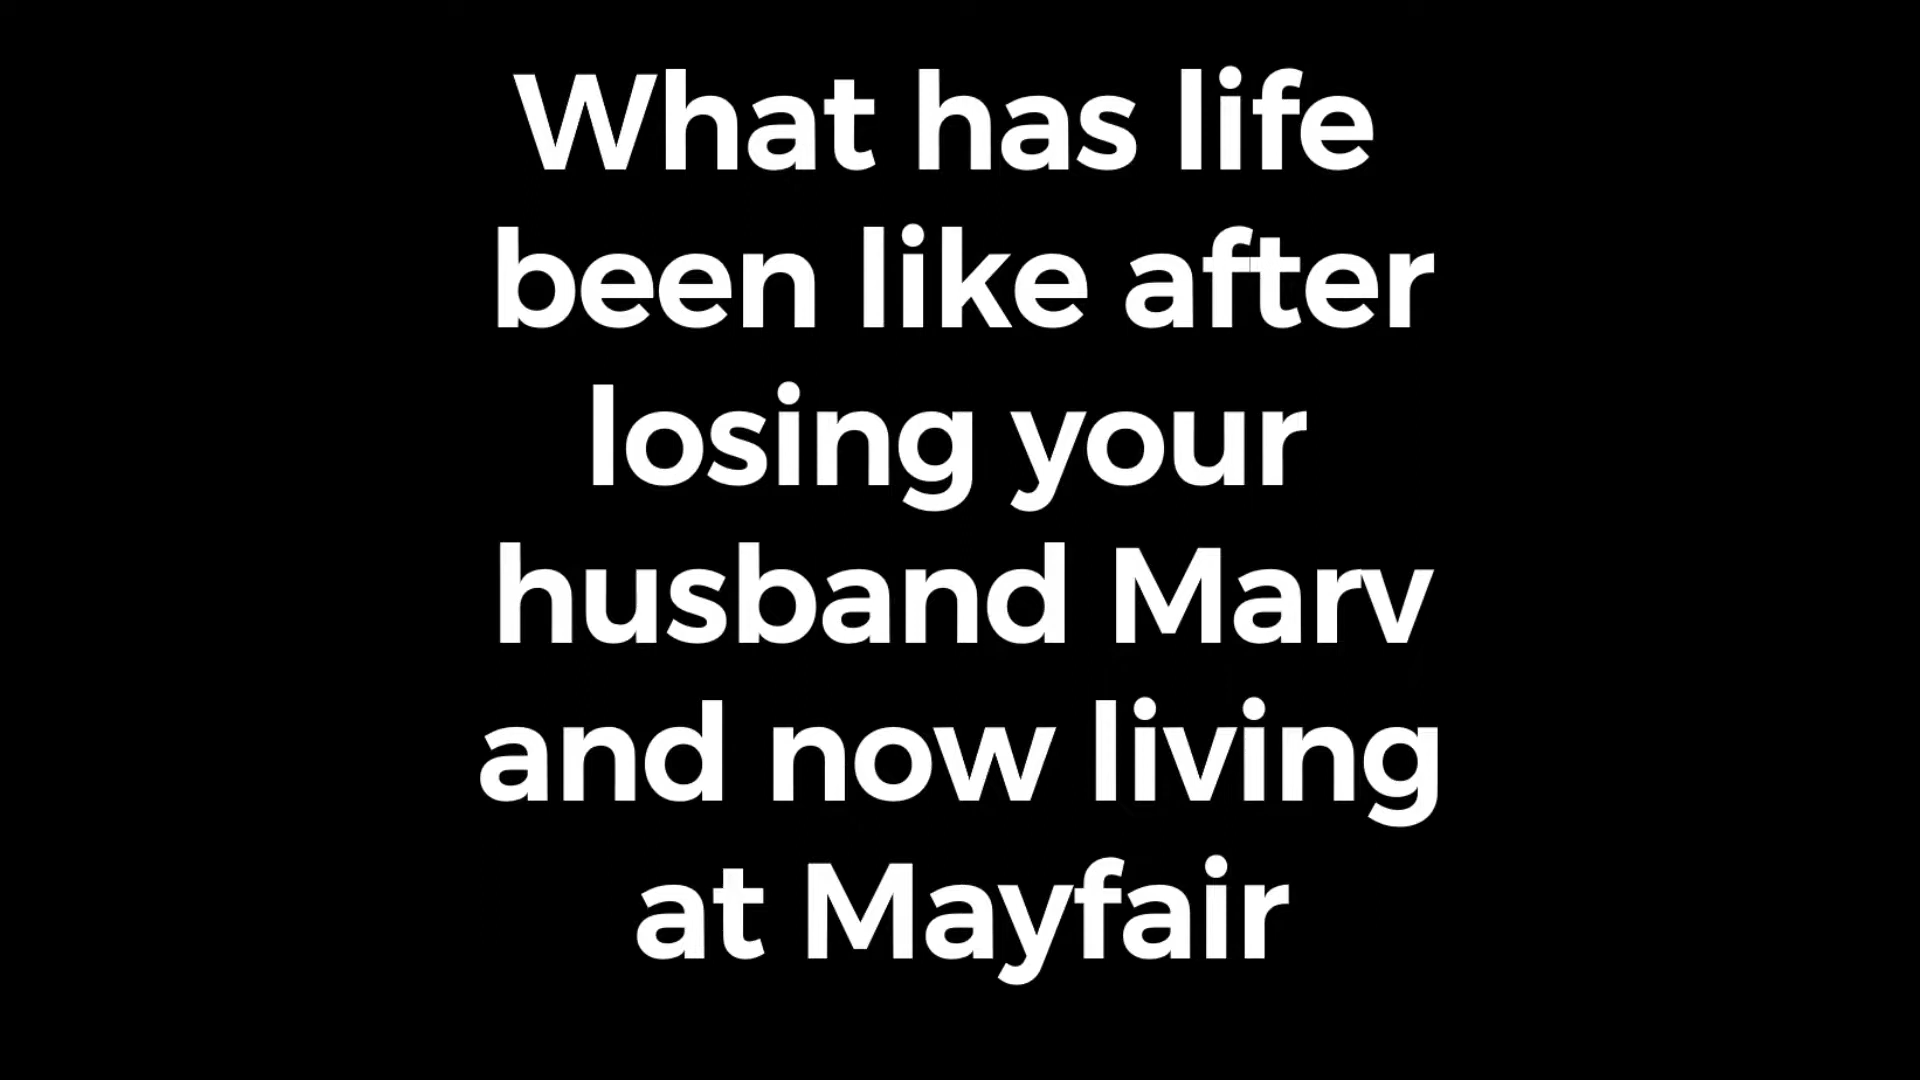 What has life
been like after
losing your
husband Marv
and now living
at Mayfair